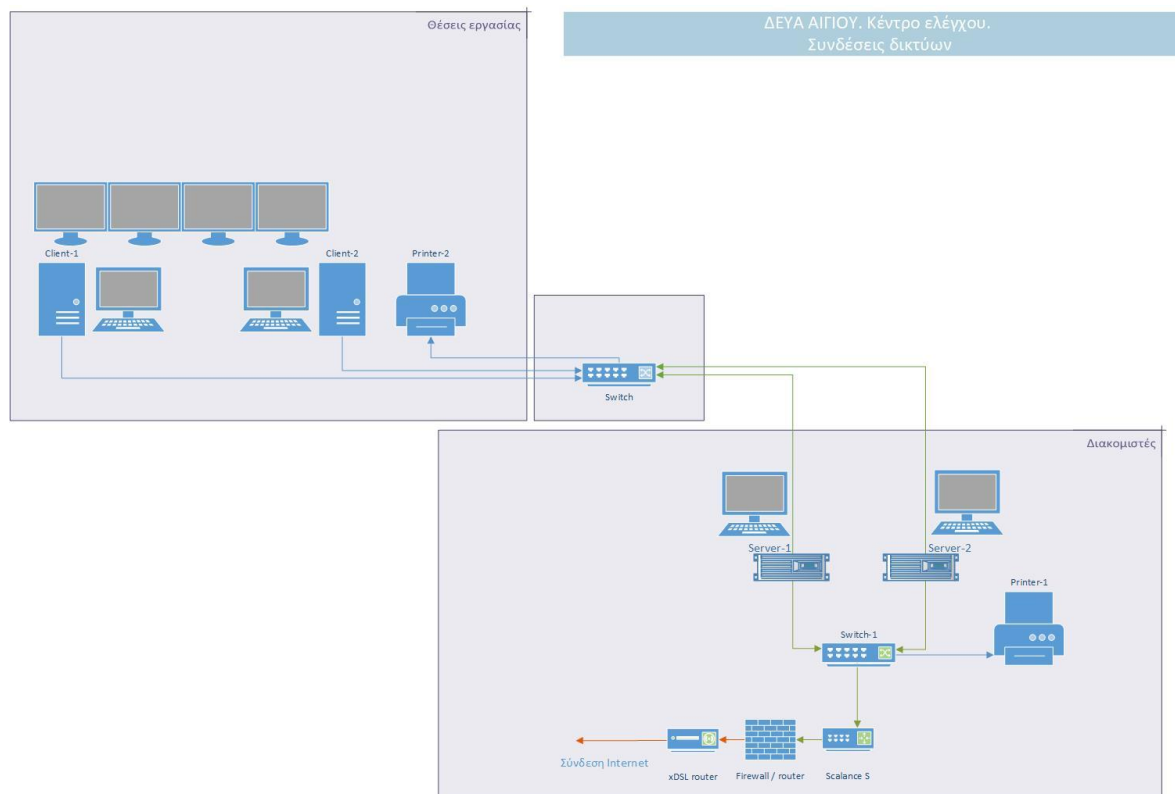 Θέσεις εργασίας
ΔΕΥΑ ΑΙΓΙΟΥ. Κέντρο ελέγχου.
Συνδέσεις δικτύων
Client-1
Client-2
Printer-2
Switch
Διακομιστές
Server-1
Server-2
Printer-1
Switch-1
Σύνδεση Internet
xDSL router
Firewall / router
Scalance S